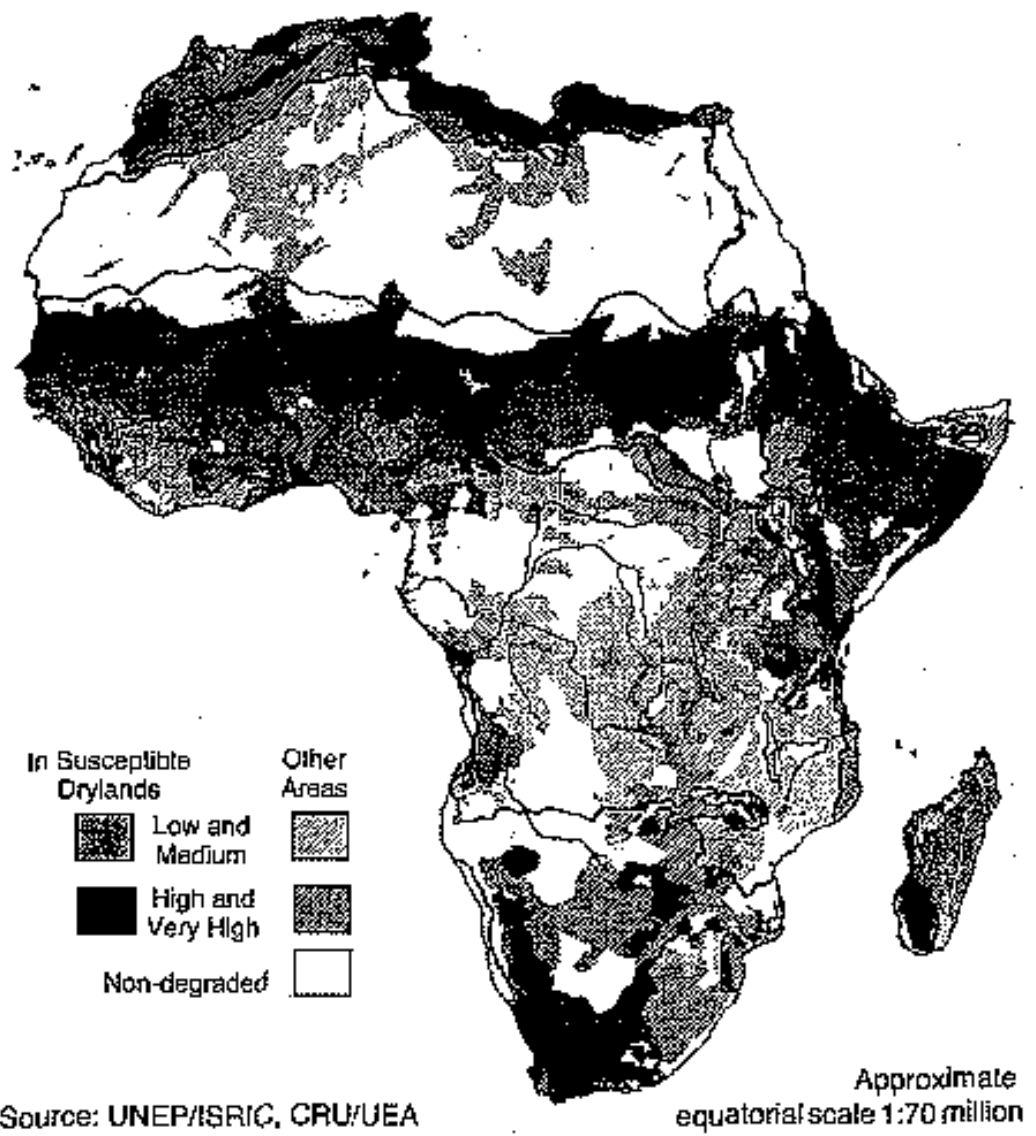 In Susceptible
Drylands
Other
Areas
Low and
Medium
High and
Very High
Non-degraded
Source: UNEP/ISRIC, CRU/UEA
Approximate
equatorial scale 1:70 million